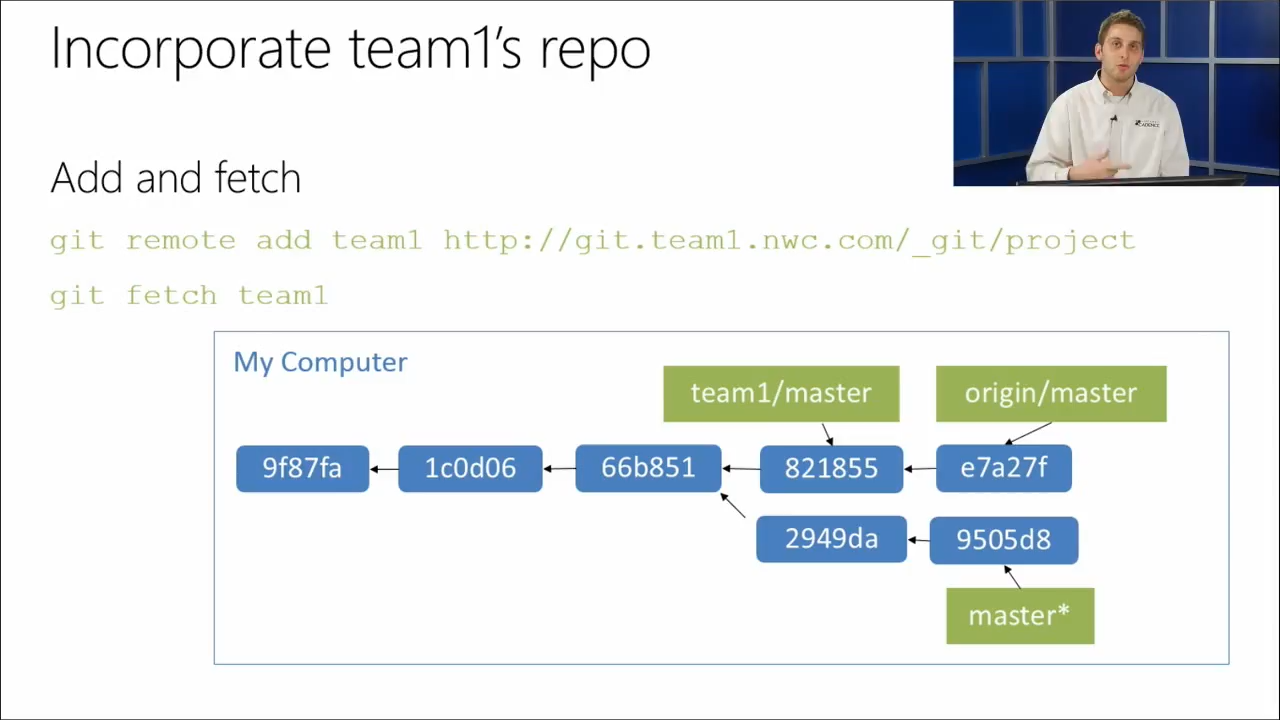 Incorporate team1's repo
CADENCE
Add and fetch
git remote add team1 http://git.team1.nwc.com/_git/project
git fetch team1
My Computer
team1/master
origin/master
9f87fa
1c0d06
66b851
821855
e7a27f
2949da
9505d8
master*